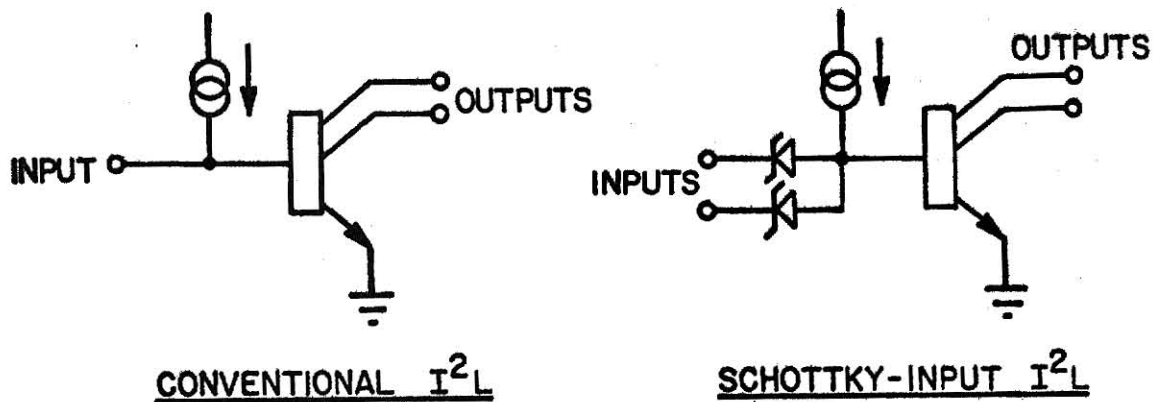 OUTPUTS
INPUT
CONVENTIONAL I²L
OUTPUTS
INPUTS
SCHOTTKY-INPUT I²L